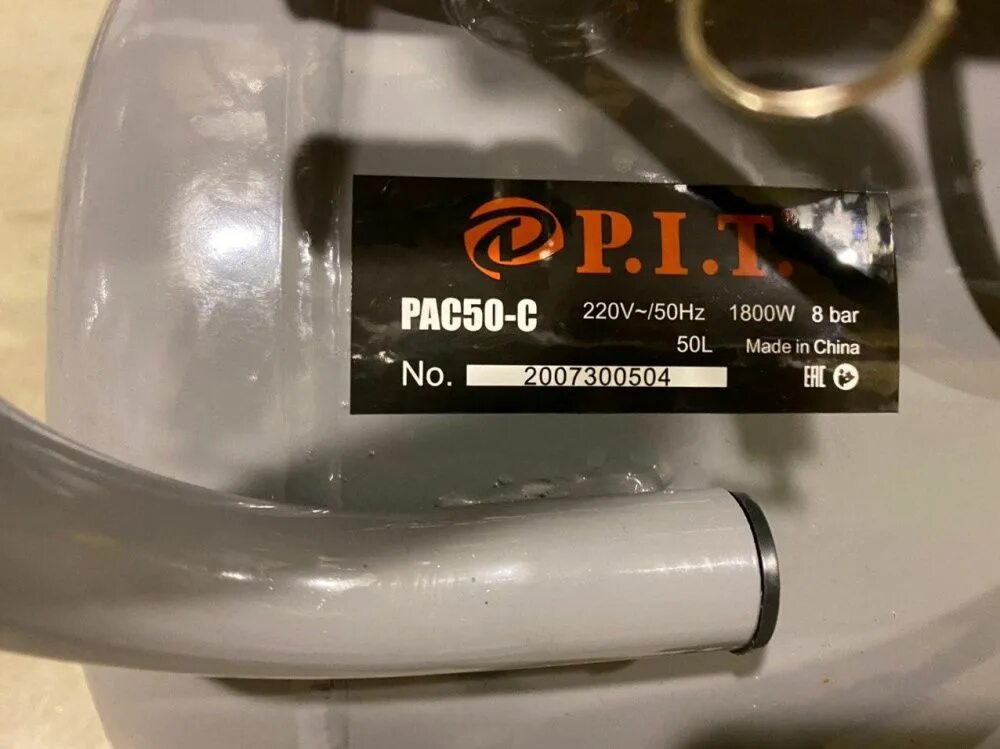 P.I.T.
PAC50-C 220V~/50Hz 1800W 8 bar
50L Made in China
No. 2007300504 EAC